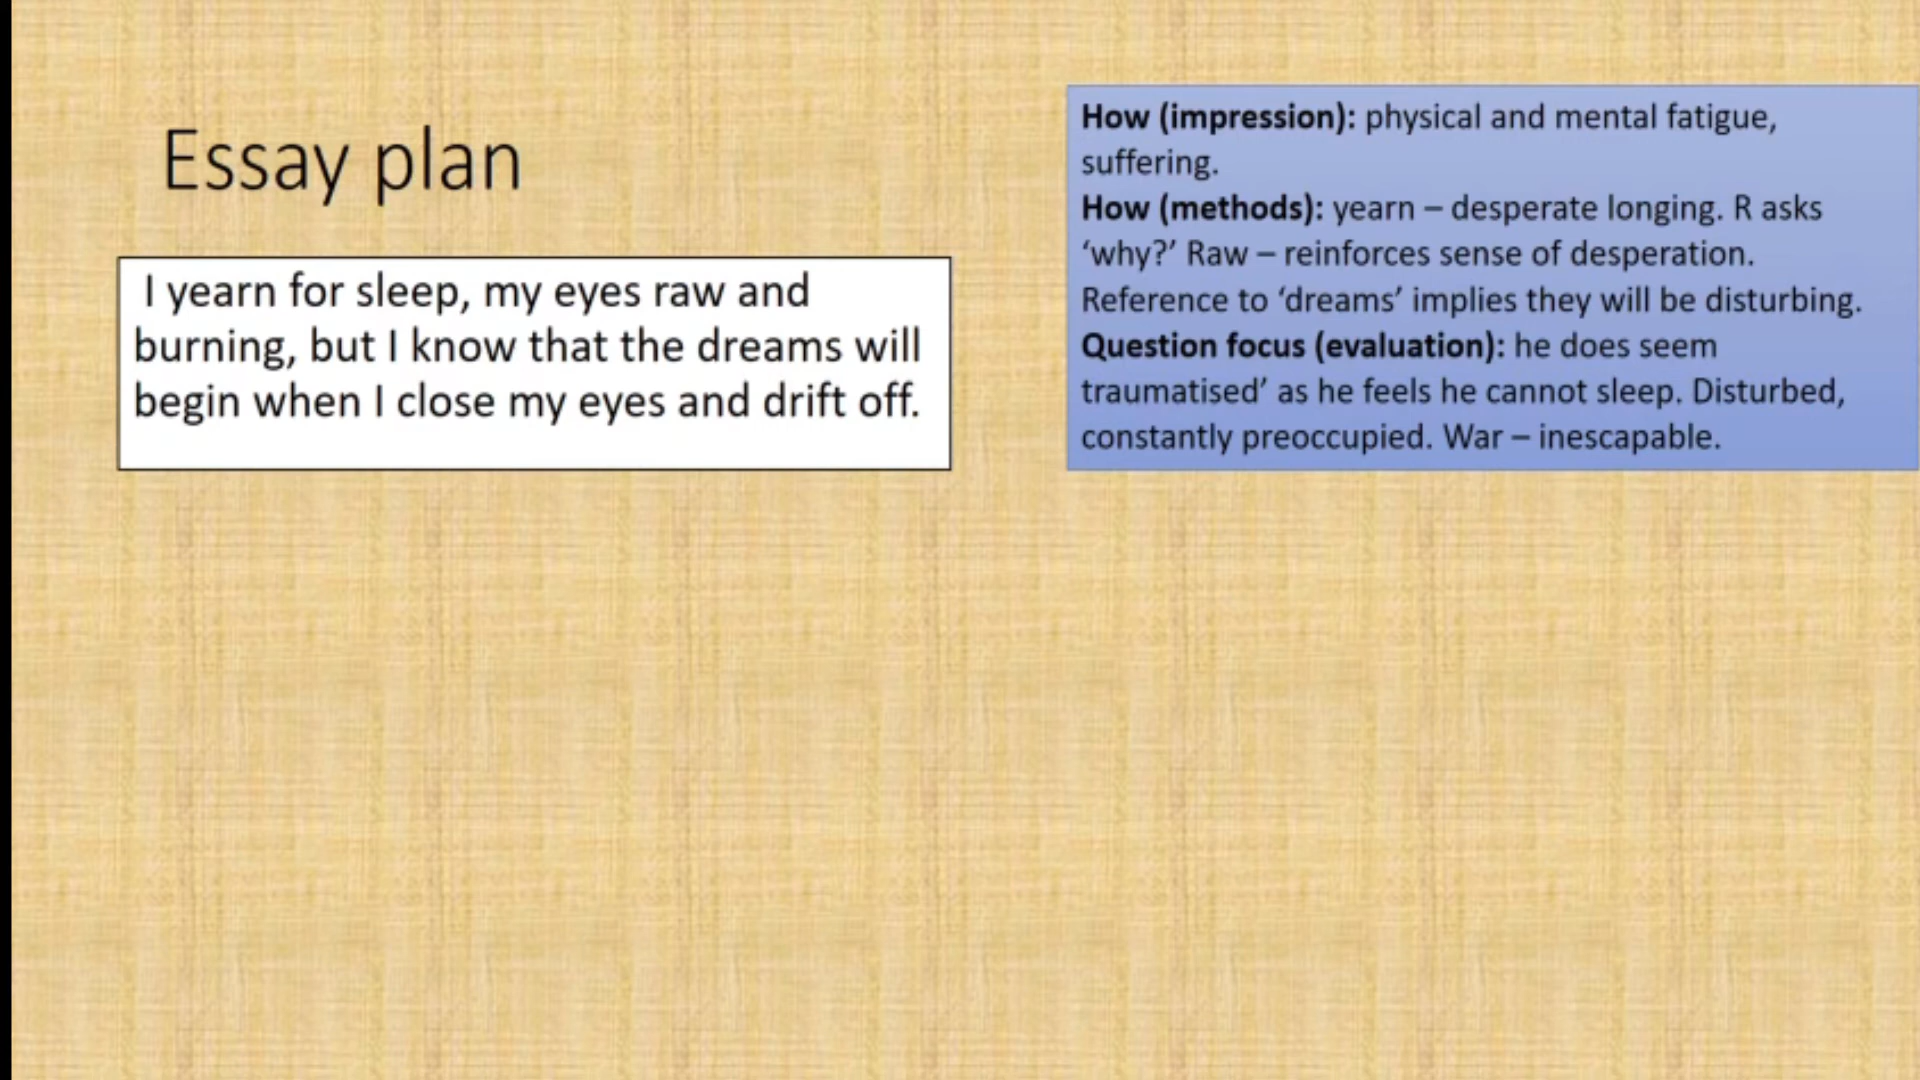 Essay plan
I yearn for sleep, my eyes raw and
burning, but I know that the dreams will
begin when I close my eyes and drift off.
How (impression): physical and mental fatigue,
suffering.
How (methods): yearn – desperate longing. R asks
‘why?’ Raw – reinforces sense of desperation.
Reference to ‘dreams’ implies they will be disturbing.
Question focus (evaluation): he does seem
traumatised’ as he feels he cannot sleep. Disturbed,
constantly preoccupied. War – inescapable.